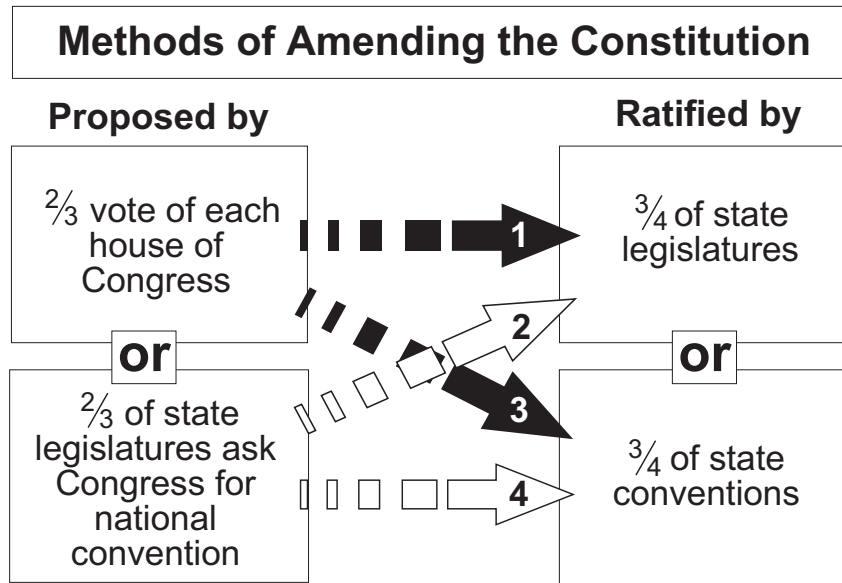 Methods of Amending the Constitution
Proposed by
Ratified by
⅔ vote of each
house of
Congress
or
⅔ of state
legislatures ask
Congress for
national
convention
1
2
3
4
¾ of state
legislatures
or
¾ of state
conventions